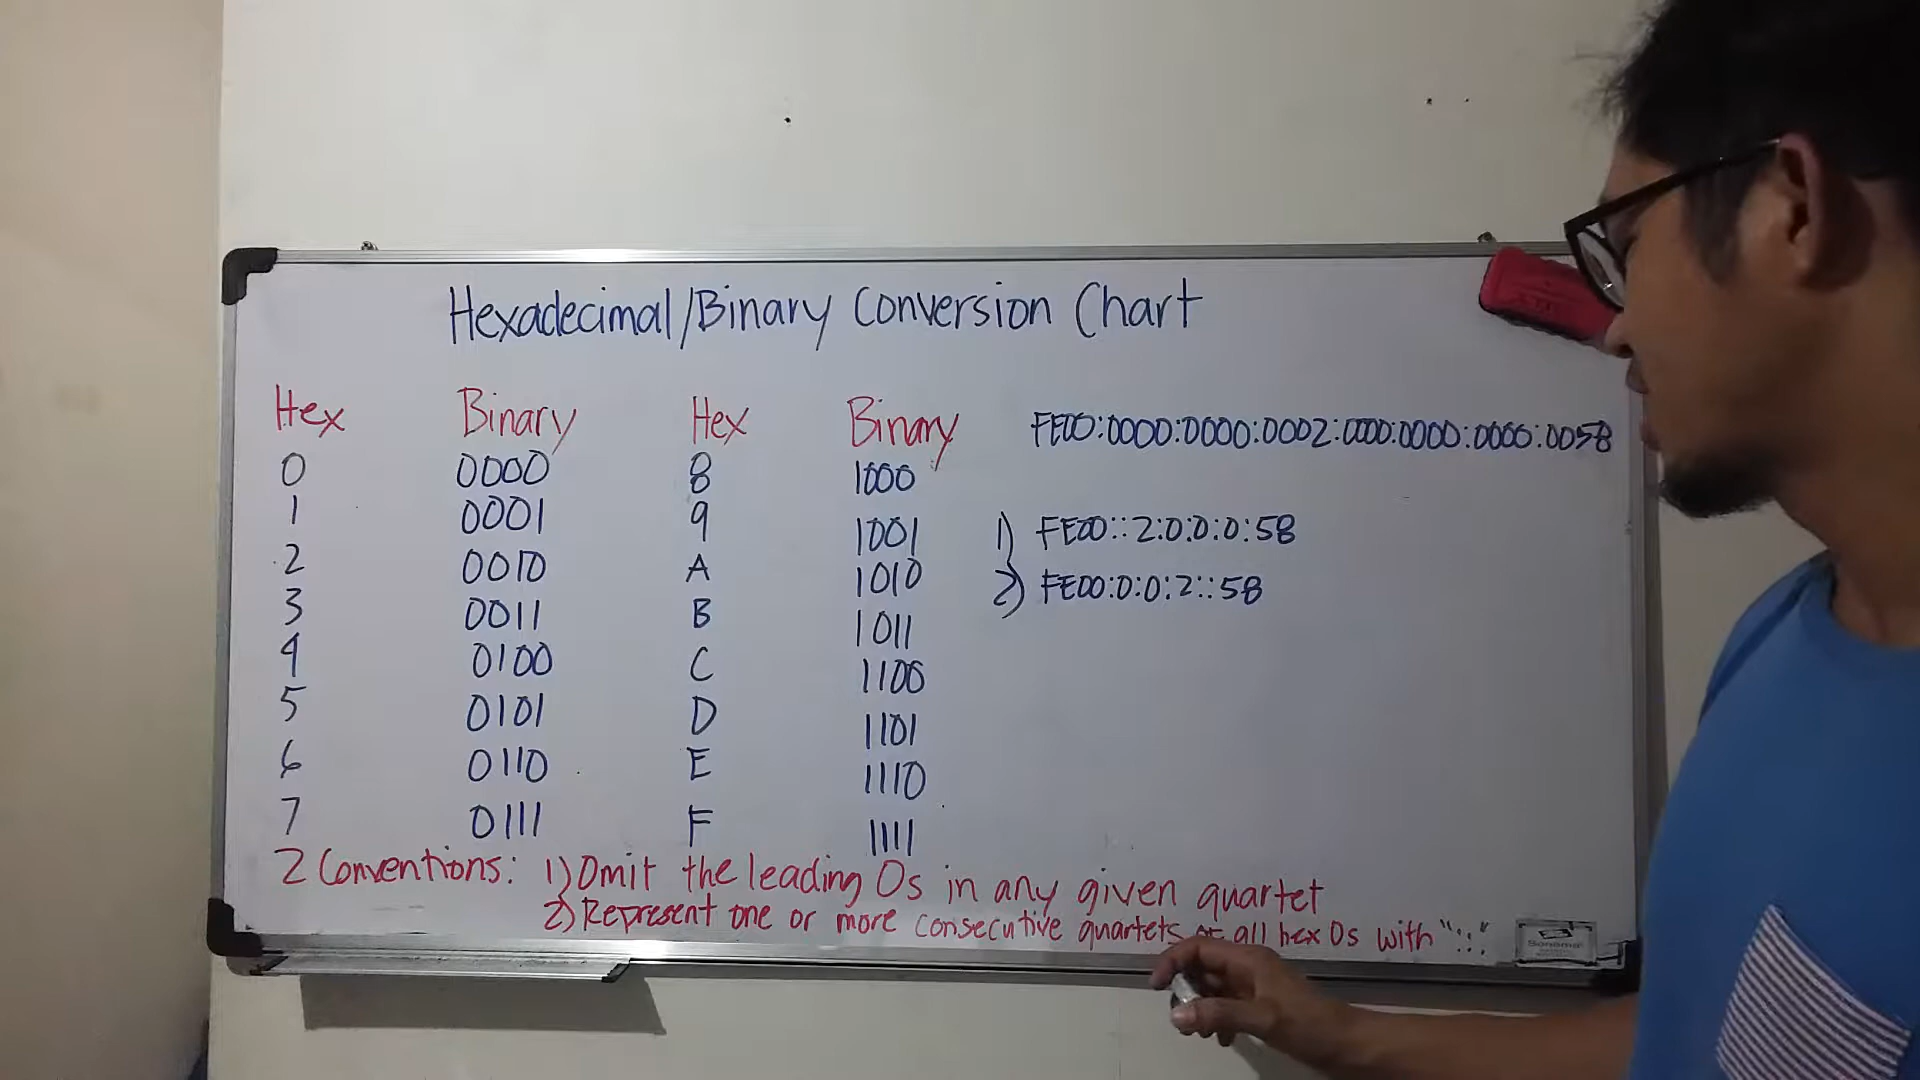 Hexadecimal/Binary Conversion Chart
Hex Binary Hex Binary
0 0000 8 1000
1 0001 9 1001
2 0010 A 1010
3 0011 B 1011
4 0100 C 1100
5 0101 D 1101
6 0110 E 1110
7 0111 F 1111
FE00:0000:0000:0002:0000:0000:0000:0058
1) FE00::2:0:0:0:58
2) FE00:0:0:2::58
2 Conventions: 1) Omit the leading 0s in any given quartet
2) Represent one or more consecutive quartets of all hex 0s with "::"